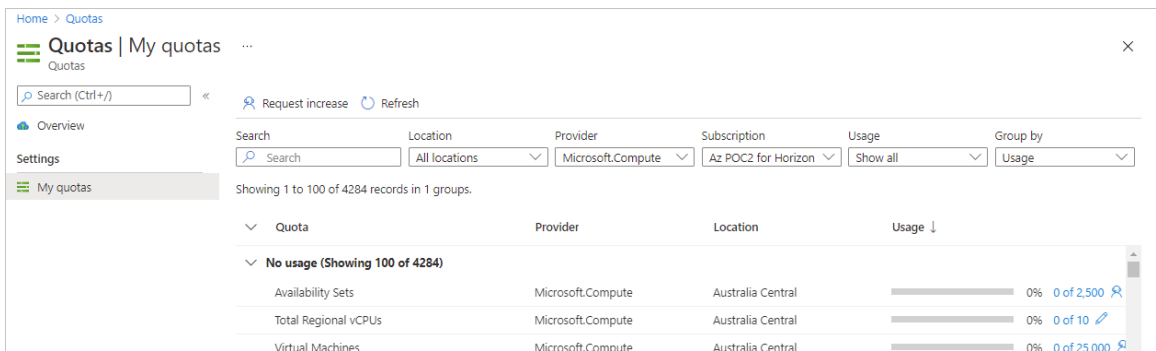 Home > Quotas
Quotas | My quotas ...
Quotas
Search (Ctrl+/)
«
Overview
Settings
My quotas
Request increase Refresh
Search Location Provider Subscription Usage Group by
Search All locations Microsoft.Compute Az POC2 for Horizon Show all Usage
Showing 1 to 100 of 4284 records in 1 groups.
Quota Provider Location Usage ↓
No usage (Showing 100 of 4284)
Availability Sets Microsoft.Compute Australia Central 0% 0 of 2,500
Total Regional vCPUs Microsoft.Compute Australia Central 0% 0 of 10
Virtual Machines Microsoft.Compute Australia Central 0% 0 of 25,000